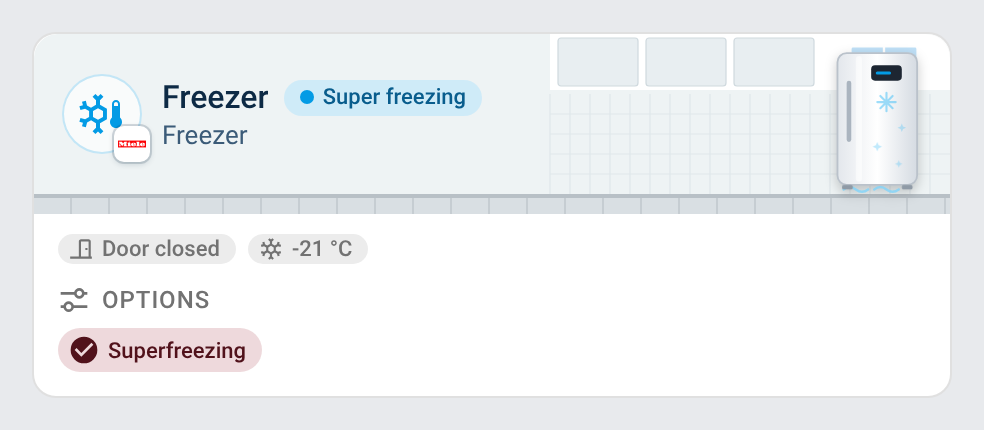 Freezer
Super freezing
Freezer
Miele
Door closed
-21 °C
OPTIONS
Superfreezing